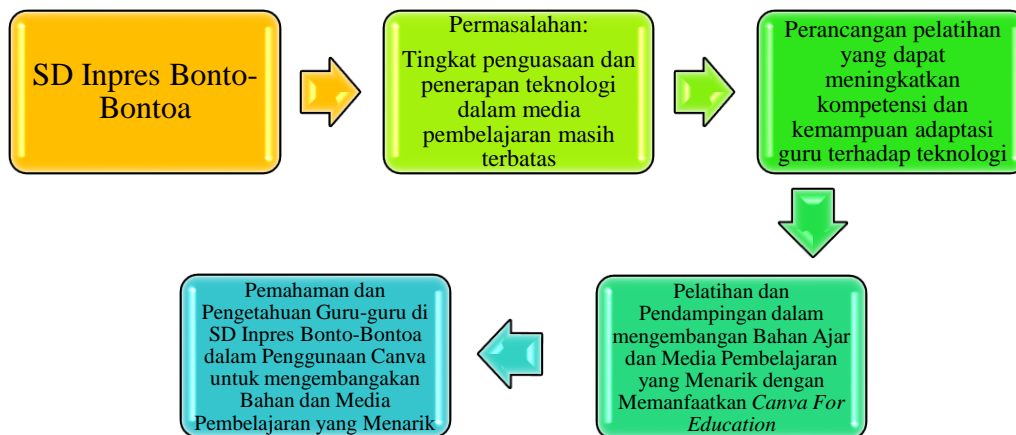 SD Inpres Bonto-
Bontoa
Permasalahan:
Tingkat penguasaan dan
penerapan teknologi
dalam media
pembelajaran masih
terbatas
Perancangan pelatihan
yang dapat
meningkatkan
kompetensi dan
kemampuan adaptasi
guru terhadap teknologi
Pelatihan dan
Pendampingan dalam
mengembangan Bahan Ajar
dan Media Pembelajaran
yang Menarik dengan
Memanfaatkan Canva For
Education
Pemahaman dan
Pengetahuan Guru-guru di
SD Inpres Bonto-Bontoa
dalam Penggunaan Canva
untuk mengembagakan
Bahan dan Media
Pembelajaran yang Menarik